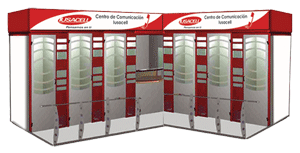 IUSACELL
Centro de Comunicación
Iusacell
IUSACELL
Centro de Comunicación
Iusacell